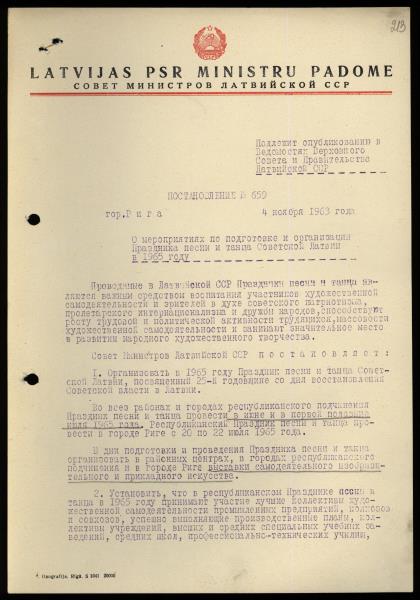 213
LATVIJAS PSR MINISTRU PADOME
СОВЕТ МИНИСТРОВ ЛАТВИЙСКОЙ ССР
Подлежит опубликованию в
Ведомостях Верховного
Совета и Правительства
Латвийской ССР
ПОСТАНОВЛЕНИЕ № 659
гор. Рига 4 ноября 1963 года
О мероприятиях по подготовке и организации
Праздника песни и танца Советской Латвии
в 1965 году
Проводимые в Латвийской ССР Праздники песни и танца яв-
ляются важным средством воспитания участников художественной
самодеятельности и зрителей в духе советского патриотизма,
пролетарского интернационализма и дружбы народов, способствуют
росту трудовой и политической активности трудящихся, массовости
художественной самодеятельности и занимают значительное место
в развитии народного художественного творчества.
Совет Министров Латвийской ССР постановляет:
1. Организовать в 1965 году Праздник песни и танца Совет-
ской Латвии, посвященный 25-й годовщине со дня восстановления
Советской власти в Латвии.
Во всех районах и городах республиканского подчинения
Праздник песни и танца провести в июне и в первой половине
июля 1965 года. Республиканский Праздник песни и танца про-
вести в городе Риге с 20 по 22 июля 1965 года.
В дни подготовки и проведения Праздника песни и танца
организовать в районных центрах, в городах республиканского
подчинения и в городе Риге выставки самодеятельного изобрази-
тельного и прикладного искусства.
2. Установить, что в республиканском Празднике песни и
танца в 1965 году принимают участие лучшие коллективы худо-
жественной самодеятельности промышленных предприятий, колхозов
и совхозов, успешно выполняющие производственные планы, кол-
лективы учреждений, высших и средних специальных учебных за-
ведений, средних школ, профессионально-технических училищ,